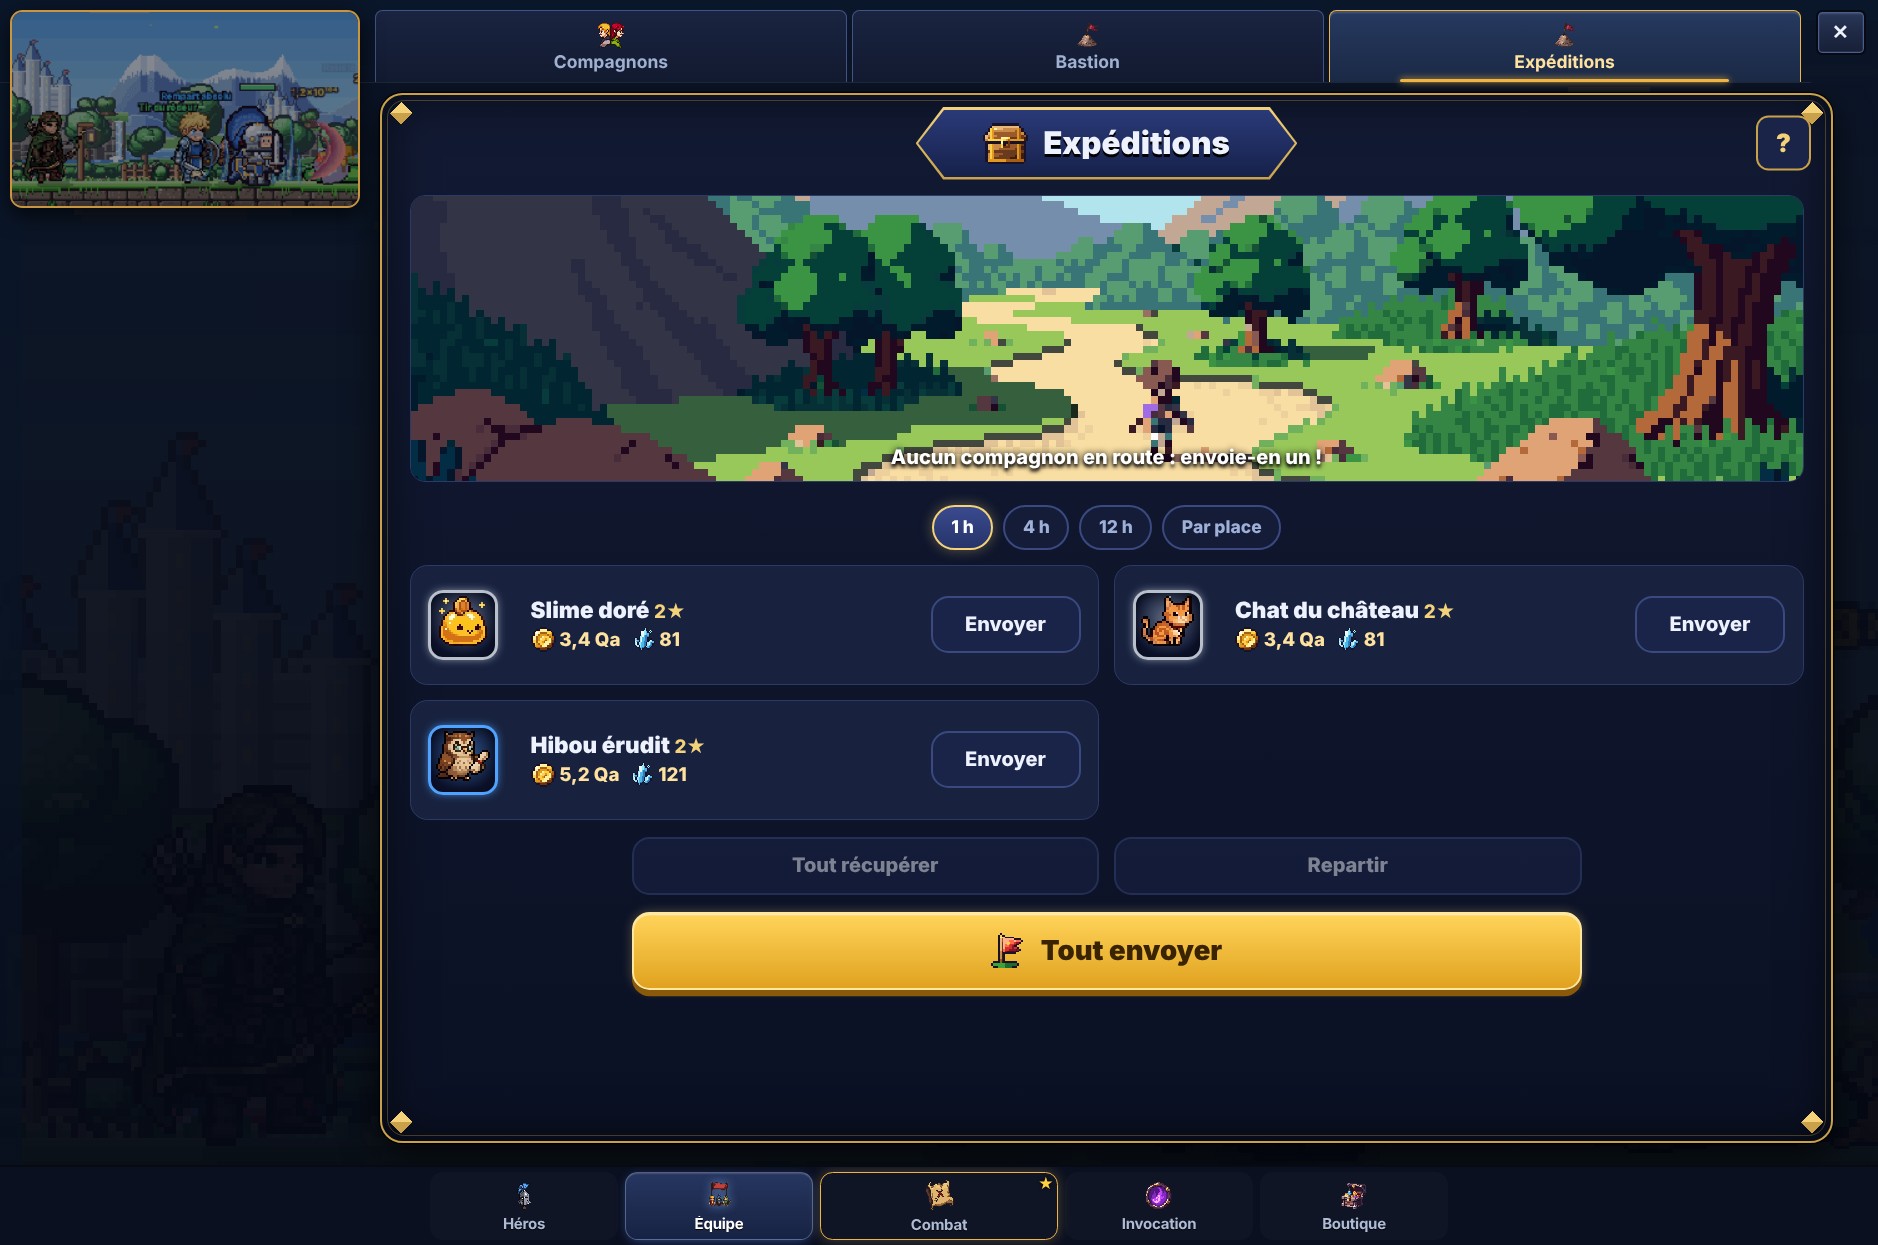 Compagnons
Bastion
Expéditions
×
Rempart absolu
Expéditions
?
Aucun compagnon en route : envoie-en un !
1 h
4 h
12 h
Par place
Slime doré 2★
3,4 Qa 81
Envoyer
Chat du château 2★
3,4 Qa 81
Envoyer
Hibou érudit 2★
5,2 Qa 121
Envoyer
Tout récupérer
Repartir
Tout envoyer
Héros
Équipe
Combat
Invocation
Boutique